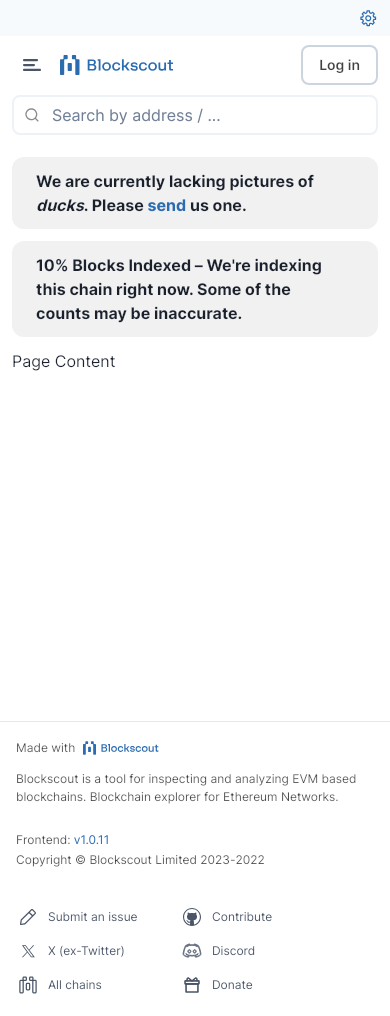 Blockscout
Log in
Search by address / ...
We are currently lacking pictures of
ducks. Please send us one.
10% Blocks Indexed – We're indexing
this chain right now. Some of the
counts may be inaccurate.
Page Content
Made with Blockscout
Blockscout is a tool for inspecting and analyzing EVM based
blockchains. Blockchain explorer for Ethereum Networks.
Frontend: v1.0.11
Copyright © Blockscout Limited 2023-2022
Submit an issue
Contribute
X (ex-Twitter)
Discord
All chains
Donate